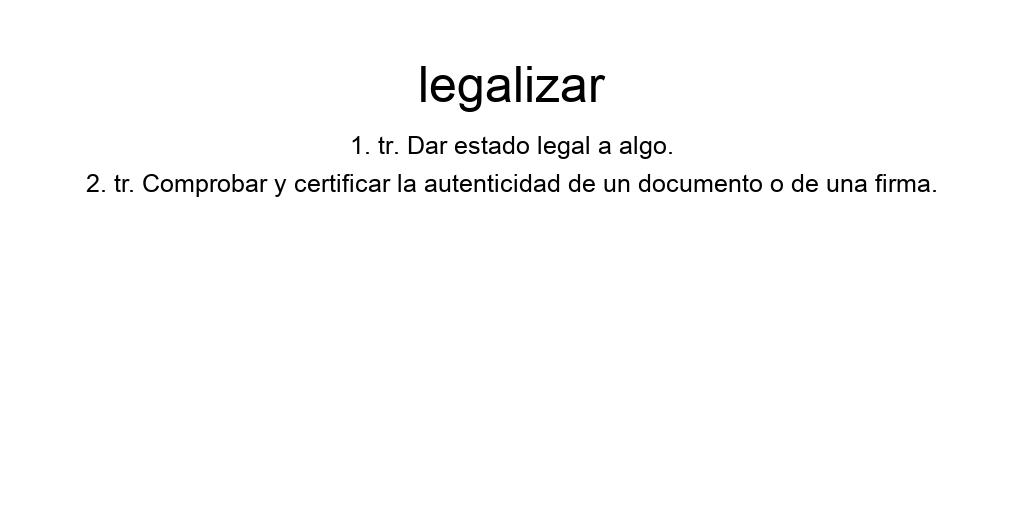 legalizar
1. tr. Dar estado legal a algo.
2. tr. Comprobar y certificar la autenticidad de un documento o de una firma.